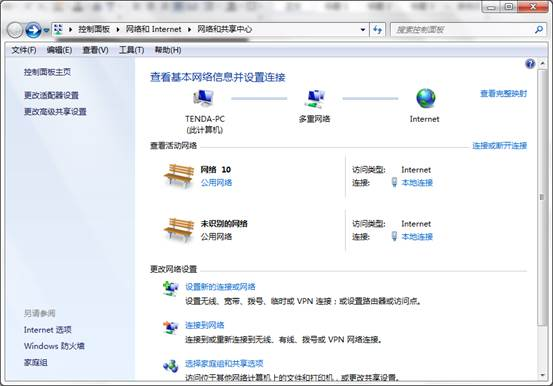 控制面板 ▸ 网络和 Internet ▸ 网络和共享中心
搜索控制面板
文件(F) 编辑(E) 查看(V) 工具(T) 帮助(H)
控制面板主页
更改适配器设置
更改高级共享设置
查看基本网络信息并设置连接
查看完整映射
TENDA-PC 多重网络 Internet
(此计算机)
查看活动网络 连接或断开连接
网络 10 访问类型: Internet
公用网络 连接: 本地连接
未识别的网络 访问类型: Internet
公用网络 连接: 本地连接
更改网络设置
设置新的连接或网络
设置无线、宽带、拨号、临时或 VPN 连接；或设置路由器或访问点。
连接到网络
连接到或重新连接到无线、有线、拨号或 VPN 网络连接。
选择家庭组和共享选项
访问位于其他网络计算机上的文件和打印机，或更改共享设置。
另请参阅
Internet 选项
Windows 防火墙
家庭组